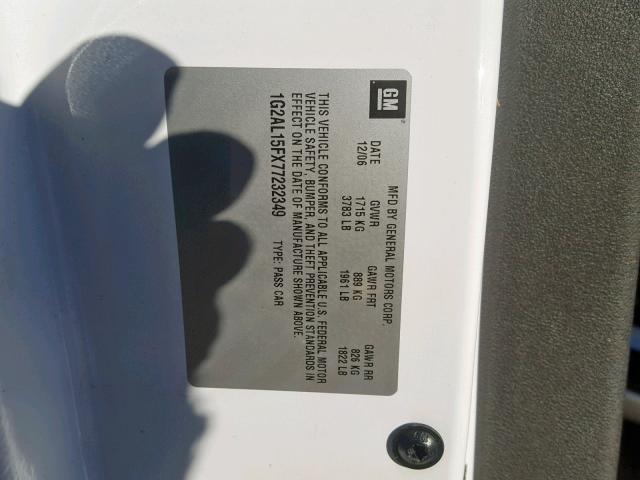 GM
MFD BY GENERAL MOTORS CORP.
DATE GVWR GAWR FRT GAWR RR
12/06 1715 KG 889 KG 826 KG
3783 LB 1961 LB 1822 LB
THIS VEHICLE CONFORMS TO ALL APPLICABLE U.S. FEDERAL MOTOR
VEHICLE SAFETY, BUMPER, AND THEFT PREVENTION STANDARDS IN
EFFECT ON THE DATE OF MANUFACTURE SHOWN ABOVE.
1G2AL15FX77232349 TYPE: PASS CAR